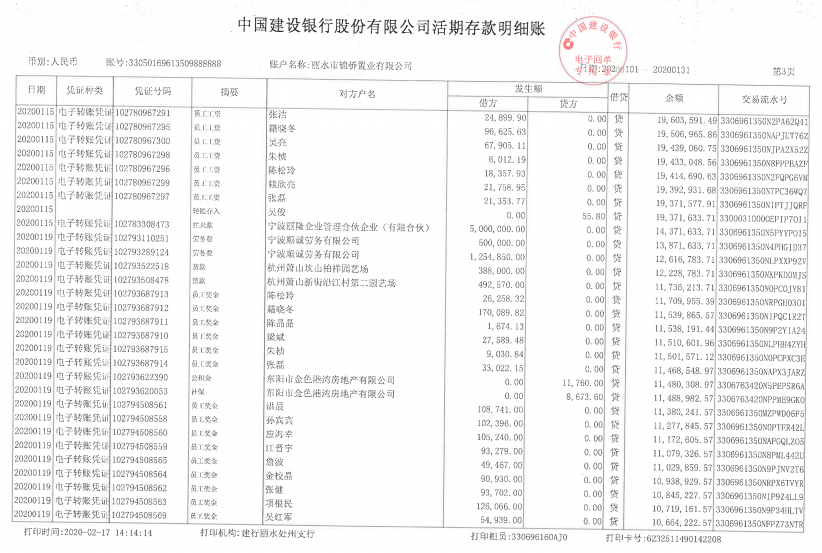 中国建设银行股份有限公司活期存款明细账
中国建设银行
电子回单
专用章
币别:人民币 账号:33050169613509888888 账户名称:丽水市锦侨置业有限公司 日期:20200101 - 20200131 第3页
日期 凭证种类 凭证号码 摘要 对方户名 发生额 借贷 余额 交易流水号
借方 贷方
20200115 电子转账凭证 102780967291 员工工资 张洁 24,899.90 0.00 贷 19,603,591.49 3306961350N2PA62Q41
20200115 电子转账凭证 102780967295 员工工资 籍晓冬 96,625.63 0.00 贷 19,506,965.86 3306961350NAPJUT76Z
20200115 电子转账凭证 102780967300 员工工资 吴亮 67,905.11 0.00 贷 19,439,060.75 3306961350NJPA2X52Z
20200115 电子转账凭证 102780967298 员工工资 朱桢 6,012.19 0.00 贷 19,433,048.56 3306961350N8PPPBAZF
20200115 电子转账凭证 102780967296 员工工资 陈松玲 18,357.93 0.00 贷 19,414,690.63 3306961350N2PQPG6VM
20200115 电子转账凭证 102780967299 员工工资 赖欣亮 21,758.95 0.00 贷 19,392,931.68 3306961350N7PC36WQ7
20200115 电子转账凭证 102780967297 员工工资 张磊 21,353.77 0.00 贷 19,371,577.91 3306961350N1PTJJQRF
20200115 转账存入 吴俊 0.00 55.80 贷 19,371,633.71 3300031000OEPIP7OJ1
20200115 电子转账凭证 102783308473 往来款 宁波丽隆企业管理合伙企业（有限合伙） 5,000,000.00 0.00 贷 14,371,633.71 3306961350N5PYYPO15
20200119 电子转账凭证 102793110251 劳务费 宁波顺诚劳务有限公司 500,000.00 0.00 贷 13,871,633.71 3306961350N4PHG1D37
20200119 电子转账凭证 102793289124 劳务费 宁波顺诚劳务有限公司 1,254,850.00 0.00 贷 12,616,783.71 3306961350NLPXXP92V
20200119 电子转账凭证 102793522518 货款 杭州萧山坎山柏祥园艺场 388,000.00 0.00 贷 12,228,783.71 3306961350NKPKD0MJS
20200119 电子转账凭证 102793508478 货款 杭州萧山新街沿江村第二园艺场 492,570.00 0.00 贷 11,736,213.71 3306961350N0PCOJY8I
20200119 电子转账凭证 102793687913 员工奖金 陈松玲 26,258.32 0.00 贷 11,709,955.39 3306961350NRPGHO3OI
20200119 电子转账凭证 102793687912 员工奖金 籍晓冬 170,089.82 0.00 贷 11,539,865.57 3306961350N1PQC1R2T
20200119 电子转账凭证 102793687911 员工奖金 陈晶晶 1,674.13 0.00 贷 11,538,191.44 3306961350N9P2Y1A24
20200119 电子转账凭证 102793687910 员工奖金 梁斌 27,589.48 0.00 贷 11,510,601.96 3306961350NLPHH4ZYH
20200119 电子转账凭证 102793687915 员工奖金 朱桢 9,030.84 0.00 贷 11,501,571.12 3306961350N0PCPXC3E
20200119 电子转账凭证 102793687914 员工奖金 张磊 33,022.15 0.00 贷 11,468,548.97 3306961350NAPX3JARZ
20200119 电子转账凭证 102793622390 公积金 东阳市金色港湾房地产有限公司 0.00 11,760.00 贷 11,480,308.97 3306763420N5PEPSR6A
20200119 电子转账凭证 102793620053 社保 东阳市金色港湾房地产有限公司 0.00 8,673.60 贷 11,488,982.57 3306763420NPPME9GKO
20200119 电子转账凭证 102794508561 员工奖金 洪晨 108,741.00 0.00 贷 11,380,241.57 3306961350MZPWD06F5
20200119 电子转账凭证 102794508558 员工奖金 孙宾宾 102,396.00 0.00 贷 11,277,845.57 3306961350N0PTFR42L
20200119 电子转账凭证 102794508560 员工奖金 应海幸 105,240.00 0.00 贷 11,172,605.57 3306961350NAPGQLZO5
20200119 电子转账凭证 102794508559 员工奖金 江晋宇 93,279.00 0.00 贷 11,079,326.57 3306961350N8PML442U
20200119 电子转账凭证 102794508565 员工奖金 詹波 49,467.00 0.00 贷 11,029,859.57 3306961350N9PJNV2T6
20200119 电子转账凭证 102794508564 员工奖金 金校晶 90,930.00 0.00 贷 10,938,929.57 3306961350NRPX6TVYR
20200119 电子转账凭证 102794508562 员工奖金 张健 93,702.00 0.00 贷 10,845,227.57 3306961350N1P9Z4LL9
20200119 电子转账凭证 102794508563 员工奖金 项根民 126,066.00 0.00 贷 10,719,161.57 3306961350N9P34HLTV
20200119 电子转账凭证 102794508569 员工奖金 吴红军 54,939.00 0.00 贷 10,664,222.57 3306961350NFPZ73NTR
打印时间:2020-02-17 14:14:14 打印机构:建行丽水处州支行 打印柜员:330696160AJ0 打印卡号:6232511490142208